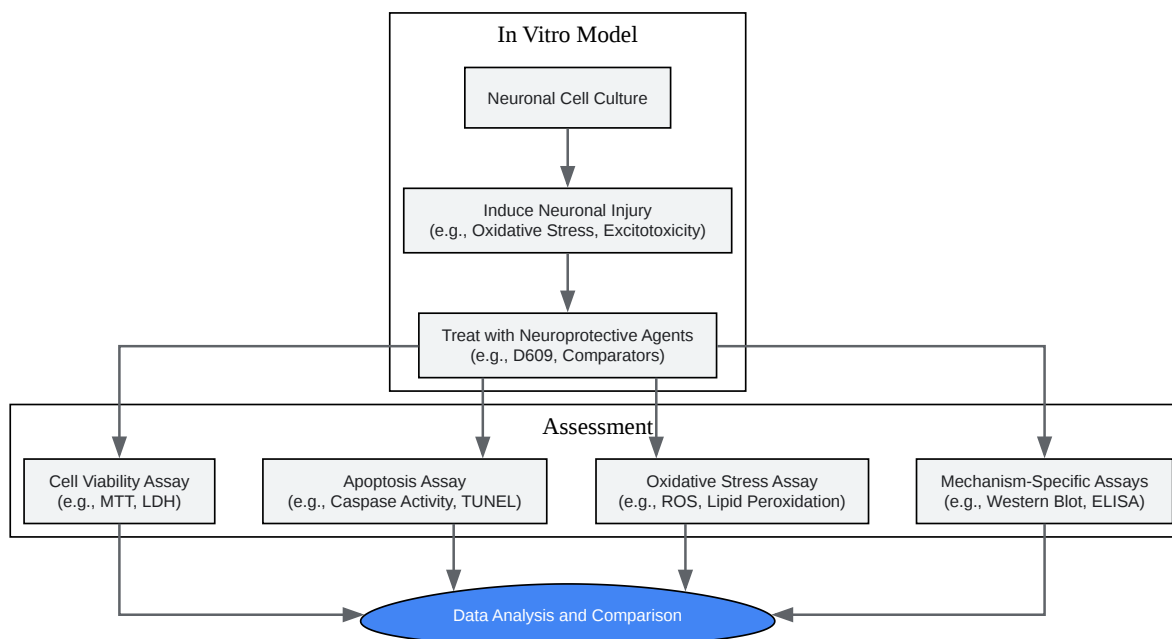 In Vitro Model
Neuronal Cell Culture
Induce Neuronal Injury
(e.g., Oxidative Stress, Excitotoxicity)
Treat with Neuroprotective Agents
(e.g., D609, Comparators)
Assessment
Cell Viability Assay
(e.g., MTT, LDH)
Apoptosis Assay
(e.g., Caspase Activity, TUNEL)
Oxidative Stress Assay
(e.g., ROS, Lipid Peroxidation)
Mechanism-Specific Assays
(e.g., Western Blot, ELISA)
Data Analysis and Comparison